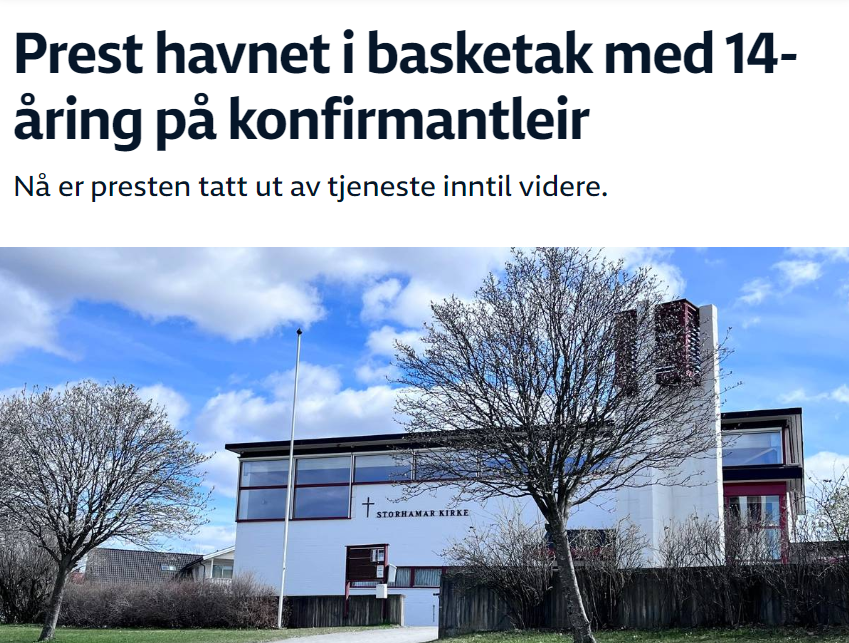 Prest havnet i basketak med 14-
åring på konfirmantleir
Nå er presten tatt ut av tjeneste inntil videre.
STORHAMAR KIRKE